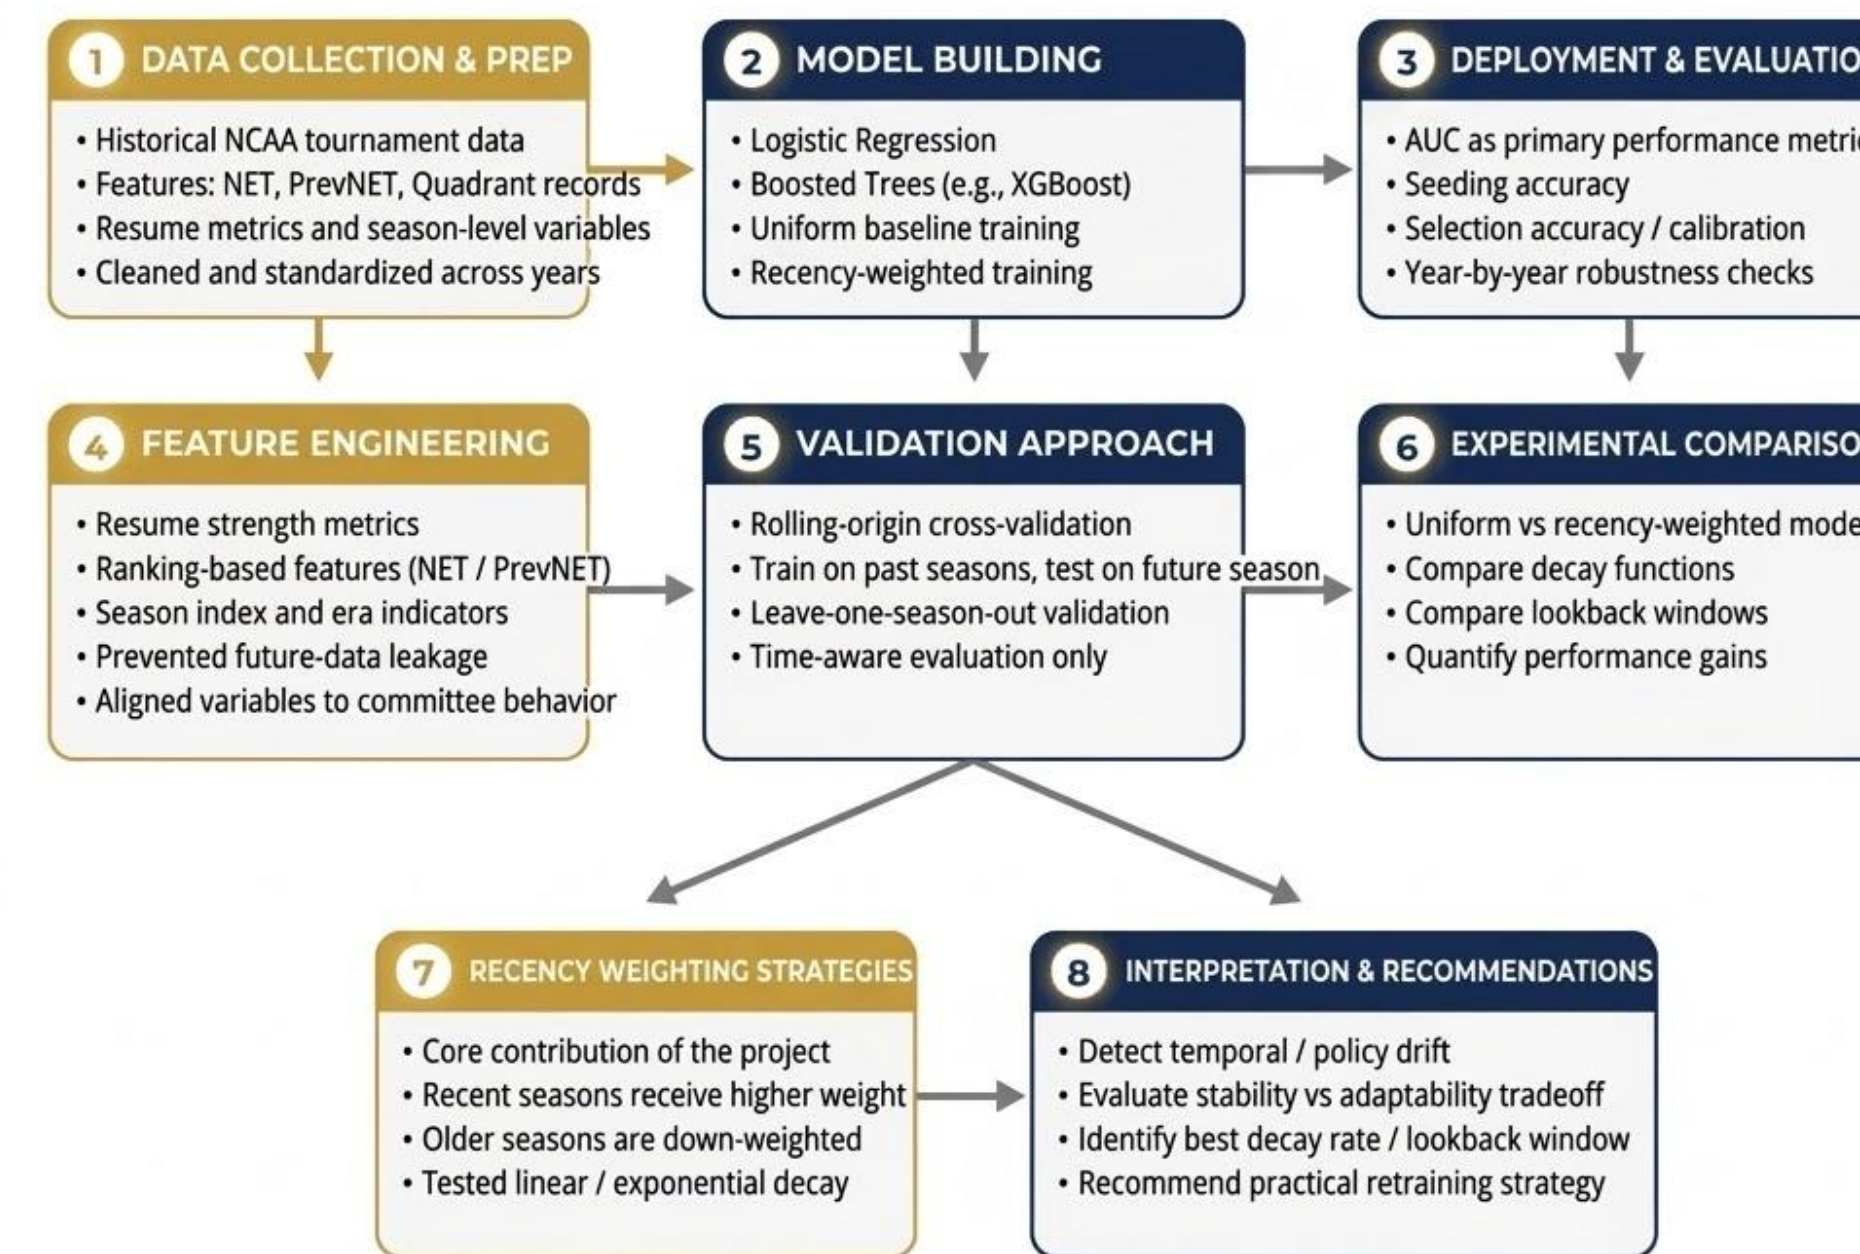 1 DATA COLLECTION & PREP
• Historical NCAA tournament data
• Features: NET, PrevNET, Quadrant records
• Resume metrics and season-level variables
• Cleaned and standardized across years
2 MODEL BUILDING
• Logistic Regression
• Boosted Trees (e.g., XGBoost)
• Uniform baseline training
• Recency-weighted training
3 DEPLOYMENT & EVALUATIO
• AUC as primary performance metri
• Seeding accuracy
• Selection accuracy / calibration
• Year-by-year robustness checks
4 FEATURE ENGINEERING
• Resume strength metrics
• Ranking-based features (NET / PrevNET)
• Season index and era indicators
• Prevented future-data leakage
• Aligned variables to committee behavior
5 VALIDATION APPROACH
• Rolling-origin cross-validation
• Train on past seasons, test on future season
• Leave-one-season-out validation
• Time-aware evaluation only
6 EXPERIMENTAL COMPARISO
• Uniform vs recency-weighted mode
• Compare decay functions
• Compare lookback windows
• Quantify performance gains
7 RECENCY WEIGHTING STRATEGIES
• Core contribution of the project
• Recent seasons receive higher weight
• Older seasons are down-weighted
• Tested linear / exponential decay
8 INTERPRETATION & RECOMMENDATIONS
• Detect temporal / policy drift
• Evaluate stability vs adaptability tradeoff
• Identify best decay rate / lookback window
• Recommend practical retraining strategy